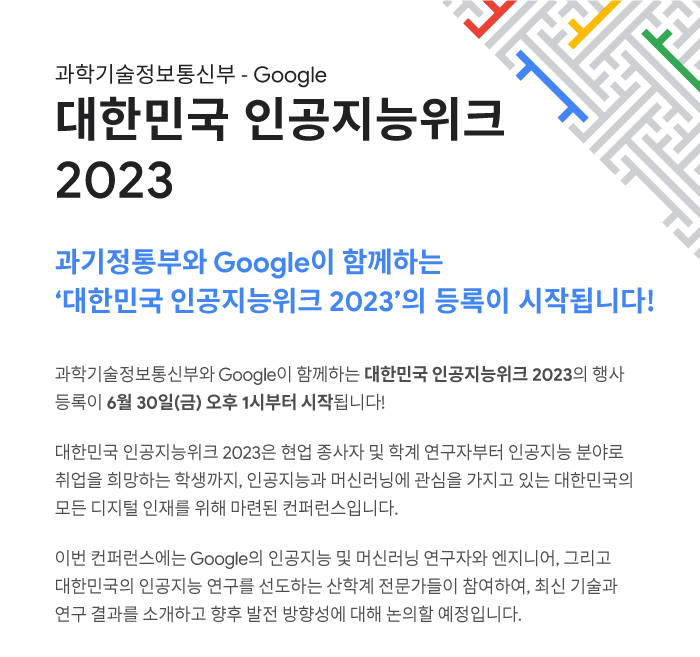 과학기술정보통신부 - Google
대한민국 인공지능위크
2023
과기정통부와 Google이 함께하는
‘대한민국 인공지능위크 2023’의 등록이 시작됩니다!
과학기술정보통신부와 Google이 함께하는 대한민국 인공지능위크 2023의 행사
등록이 6월 30일(금) 오후 1시부터 시작됩니다!
대한민국 인공지능위크 2023은 현업 종사자 및 학계 연구자부터 인공지능 분야로
취업을 희망하는 학생까지, 인공지능과 머신러닝에 관심을 가지고 있는 대한민국의
모든 디지털 인재를 위해 마련된 컨퍼런스입니다.
이번 컨퍼런스에는 Google의 인공지능 및 머신러닝 연구자와 엔지니어, 그리고
대한민국의 인공지능 연구를 선도하는 산학계 전문가들이 참여하여, 최신 기술과
연구 결과를 소개하고 향후 발전 방향성에 대해 논의할 예정입니다.